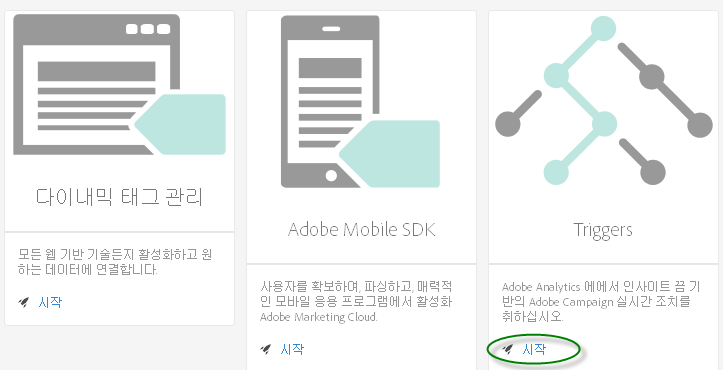 다이내믹 태그 관리
모든 웹 기반 기술든지 활성화하고 원
하는 데이터에 연결합니다.
시작
Adobe Mobile SDK
사용자를 확보하여, 파싱하고, 매력적
인 모바일 응용 프로그램에서 활성화
Adobe Marketing Cloud.
시작
Triggers
Adobe Analytics 에에서 인사이트 끔 기
반의 Adobe Campaign 실시간 조치를
취하십시오.
시작